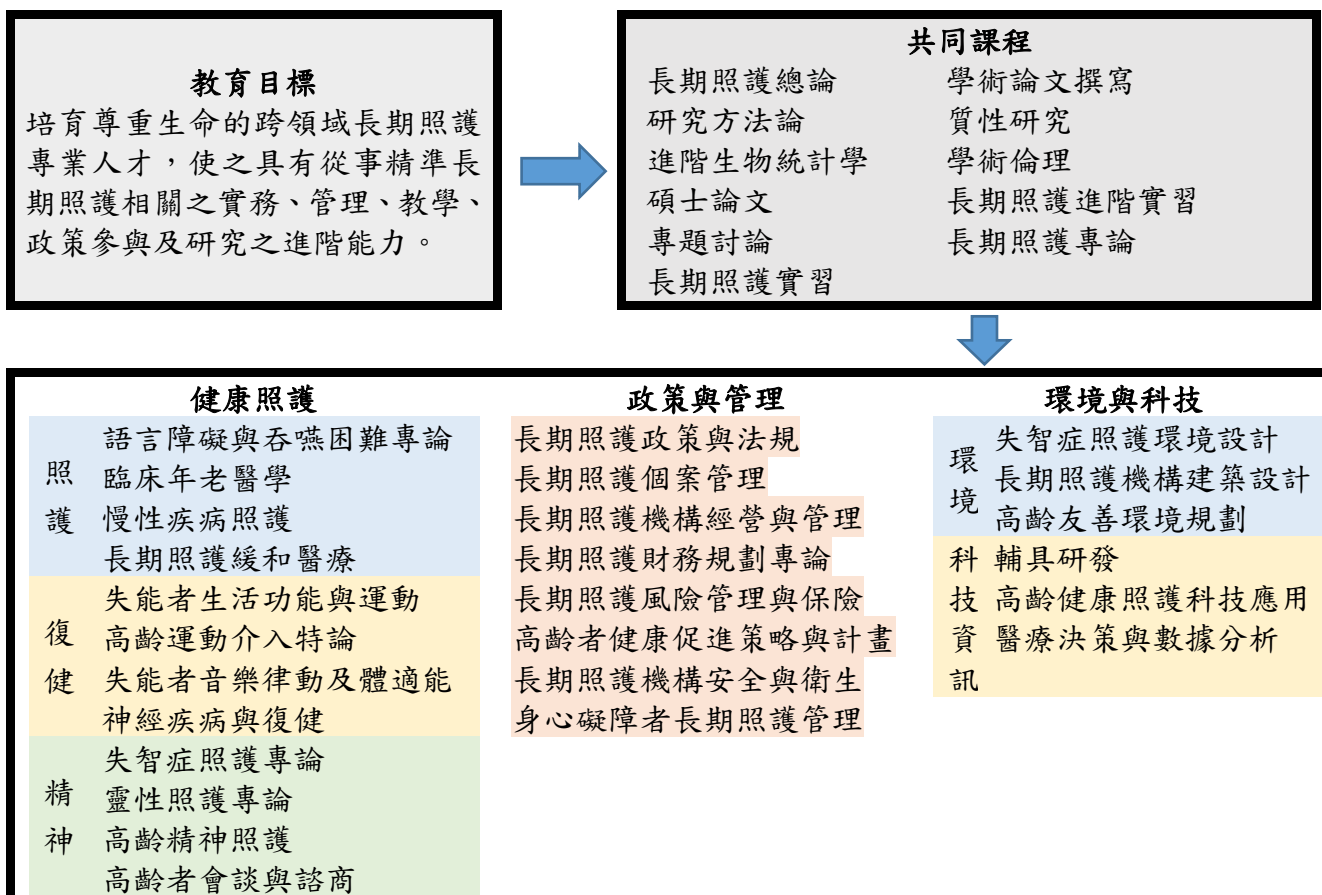 教育目標
培育尊重生命的跨領域長期照護
專業人才，使之具有從事精準長
期照護相關之實務、管理、教學、
政策參與及研究之進階能力。
共同課程
長期照護總論 學術論文撰寫
研究方法論 質性研究
進階生物統計學 學術倫理
碩士論文 長期照護進階實習
專題討論 長期照護專論
長期照護實習
健康照護
照護
語言障礙與吞嚥困難專論
臨床年老醫學
慢性疾病照護
長期照護緩和醫療
復健
失能者生活功能與運動
高齡運動介入特論
失能者音樂律動及體適能
神經疾病與復健
精神
失智症照護專論
靈性照護專論
高齡精神照護
高齡者會談與諮商
政策與管理
長期照護政策與法規
長期照護個案管理
長期照護機構經營與管理
長期照護財務規劃專論
長期照護風險管理與保險
高齡者健康促進策略與計畫
長期照護機構安全與衛生
身心礙障者長期照護管理
環境與科技
環境
失智症照護環境設計
長期照護機構建築設計
高齡友善環境規劃
科技資訊
輔具研發
高齡健康照護科技應用
醫療決策與數據分析